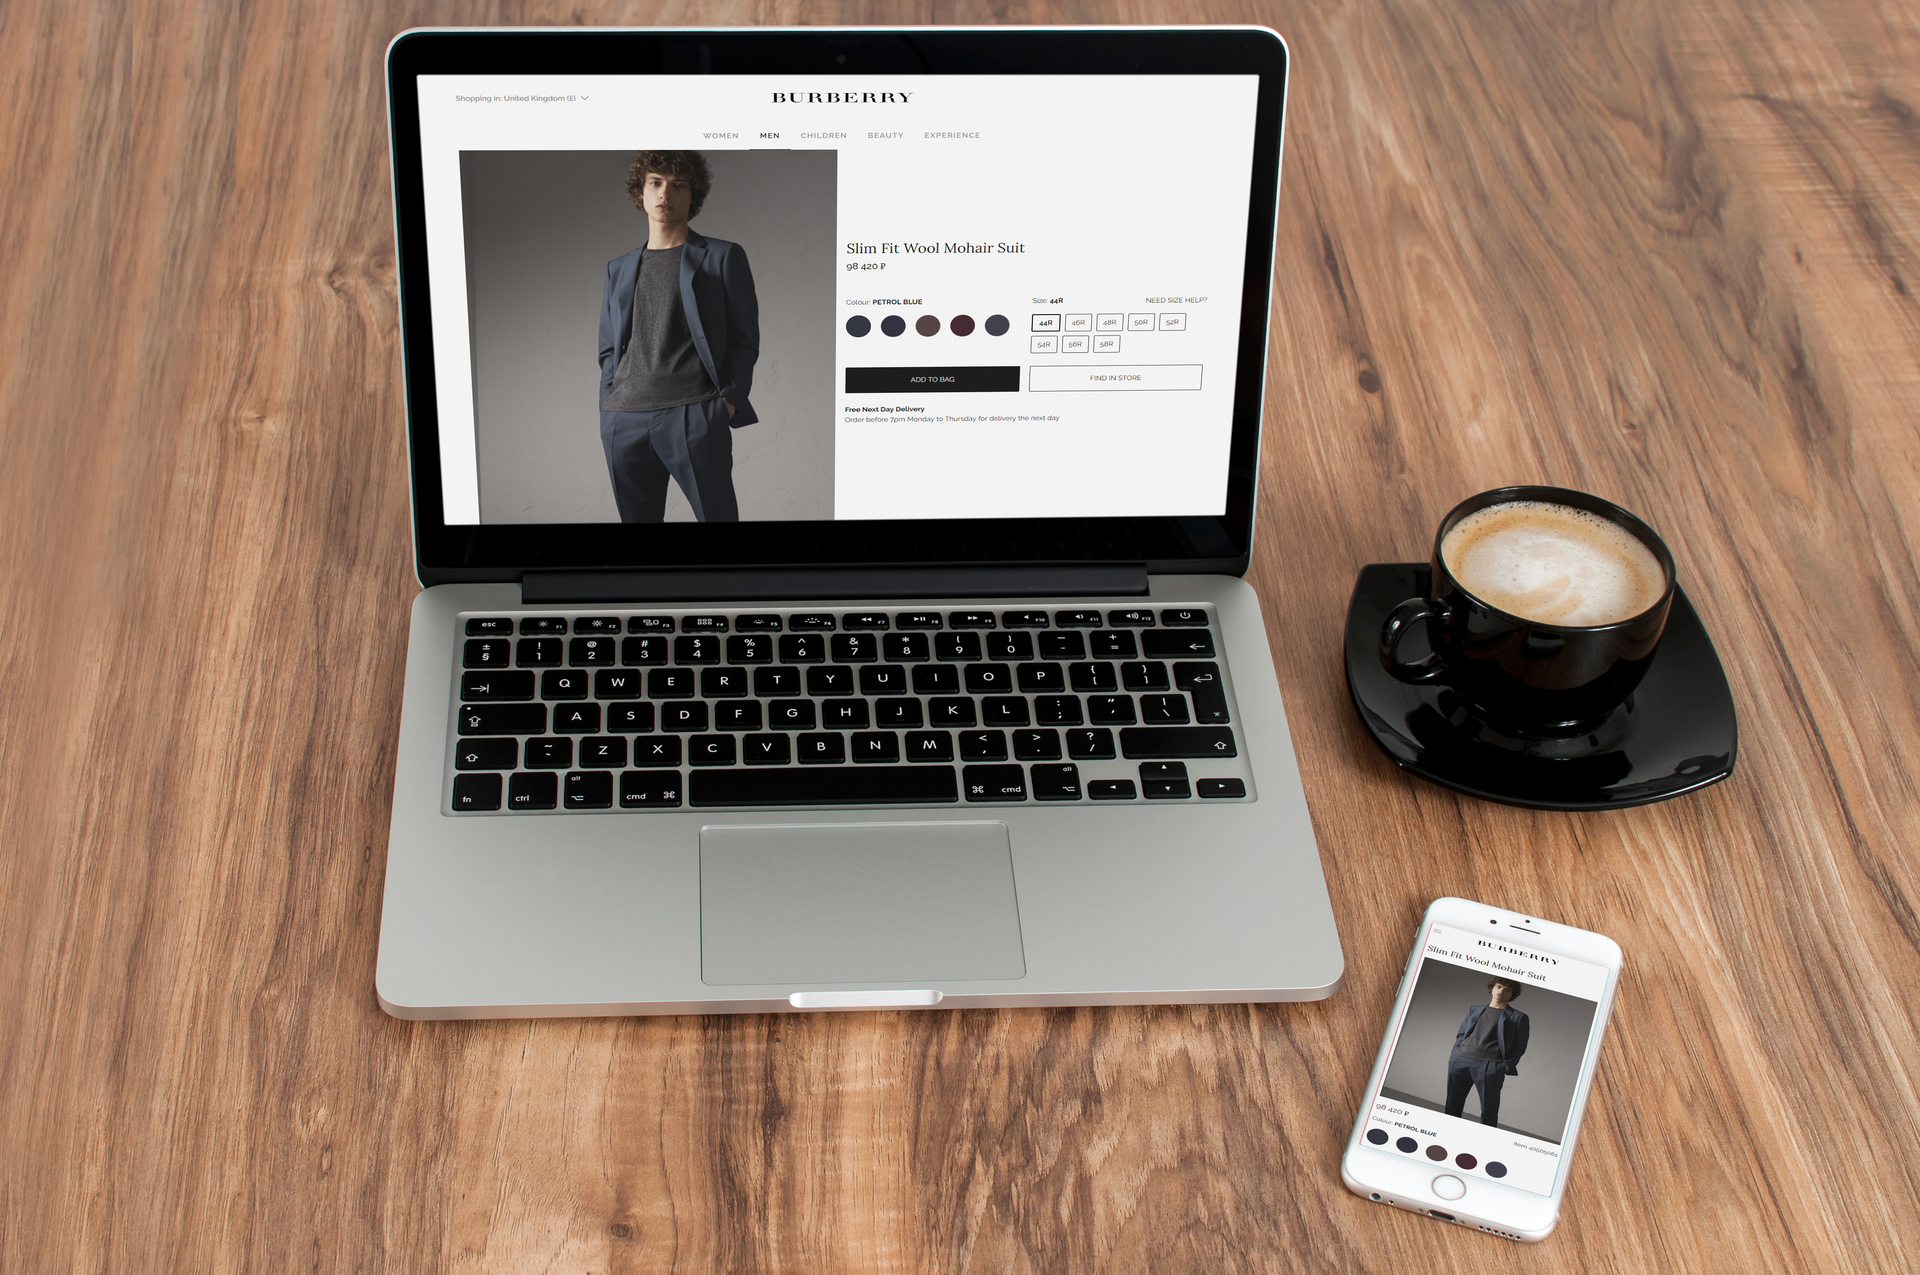 Shopping in: United Kingdom (£)
BURBERRY
WOMEN MEN CHILDREN BEAUTY EXPERIENCE
Slim Fit Wool Mohair Suit
98 420 ₽
Colour: PETROL BLUE
Size: 44R NEED SIZE HELP?
44R 46R 48R 50R 52R
54R 56R 58R
ADD TO BAG FIND IN STORE
Free Next Day Delivery
Order before 7pm Monday to Thursday for delivery the next day
esc F1 F2 F3 F4 F5 F6 F7 F8 F9 F10 F11 F12
± ! @ # $ % ^ & * ( ) — +
§ 1 2 3 4 5 6 7 8 9 0 - =
Q W E R T Y U I O P { }
[ ]
A S D F G H J K L : " |
; ' \
~ Z X C V B N M < > ?
` , . /
alt alt
fn ctrl cmd ⌘ ⌘ cmd
BURBERRY
Slim Fit Wool Mohair Suit
98 420 ₽
Colour: PETROL BLUE
Item 40505061